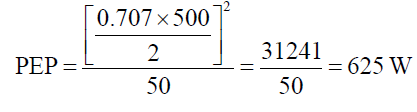 PEP = [0.707×500 / 2]² / 50 = 31241 / 50 = 625 W